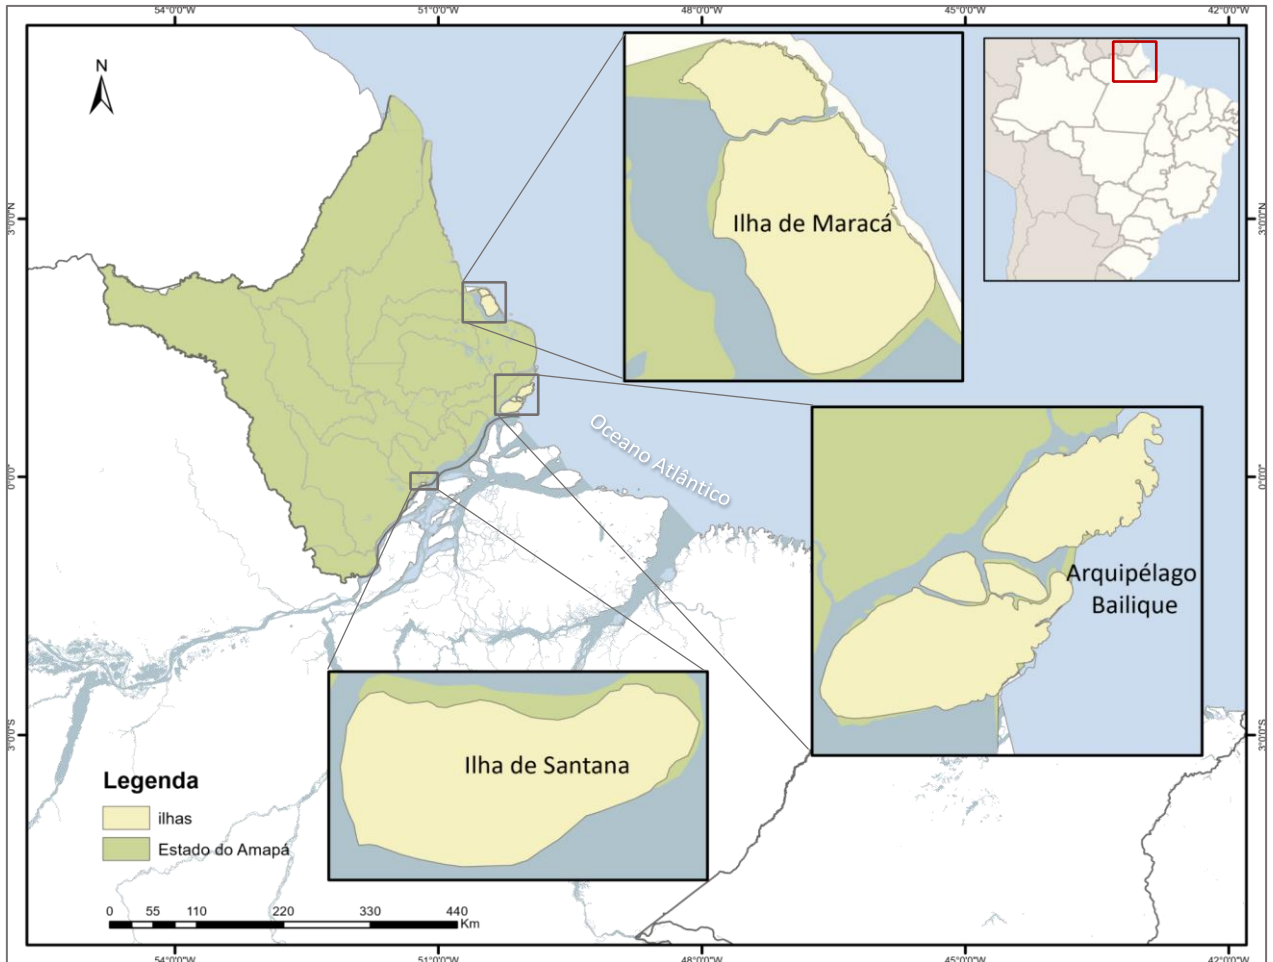 54°0'0"W
51°0'0"W
48°0'0"W
45°0'0"W
42°0'0"W
N
3°0'0"N
3°0'0"N
Ilha de Maracá
Oceano Atlântico
0°0'0"
0°0'0"
Arquipélago
Bailique
3°0'0"S
3°0'0"S
Ilha de Santana
Legenda
ilhas
Estado do Amapá
0 55 110 220 330 440
Km
54°0'0"W
51°0'0"W
48°0'0"W
45°0'0"W
42°0'0"W